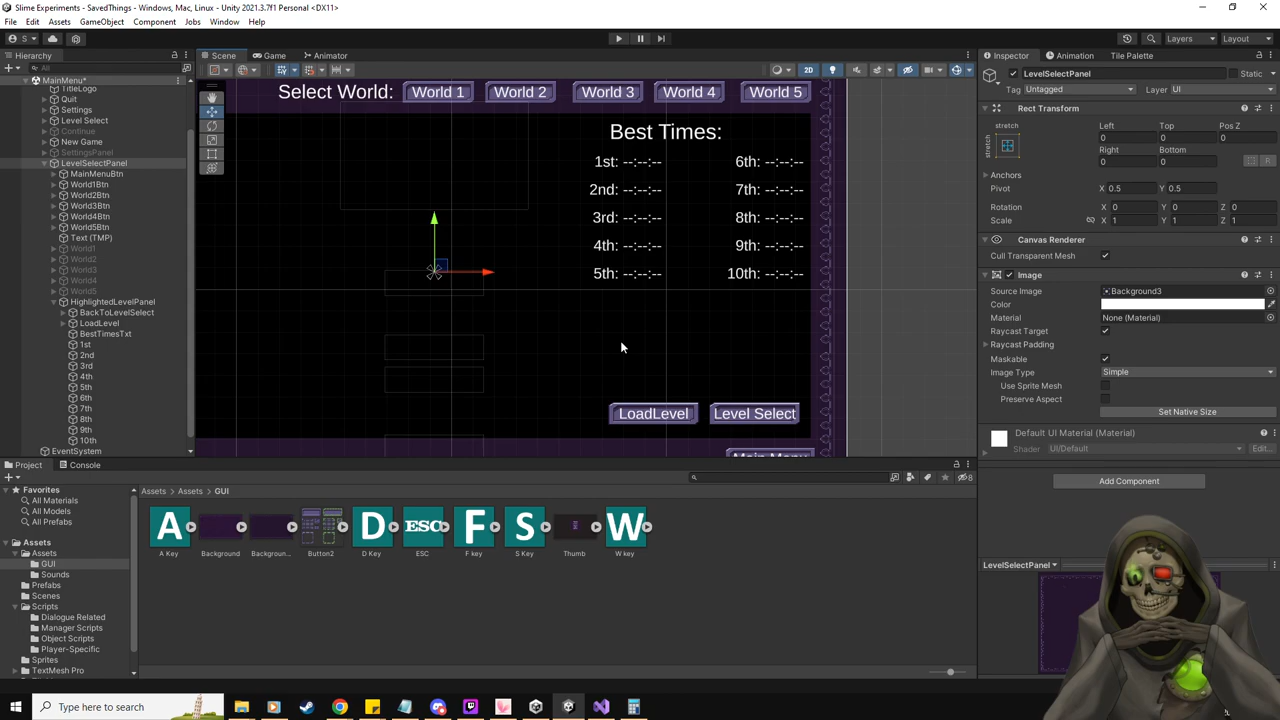 Slime Experiments - SavedThings - Windows, Mac, Linux - Unity 2021.3.7f1 Personal <DX11>
File Edit Assets GameObject Component Jobs Window Help
S Layers Layout
Hierarchy Scene Game Animator Inspector Animation Tile Palette
All
2D
MainMenu*
TitleLogo
Quit
Settings
Level Select
Continue
New Game
SettingsPanel
LevelSelectPanel
MainMenuBtn
World1Btn
World2Btn
World3Btn
World4Btn
World5Btn
Text (TMP)
World1
World2
World3
World4
World5
HighlightedLevelPanel
BackToLevelSelect
LoadLevel
BestTimesTxt
1st
2nd
3rd
4th
5th
6th
7th
8th
9th
10th
EventSystem
Select World: World 1 World 2 World 3 World 4 World 5
Best Times:
1st: --:--:-- 6th: --:--:--
2nd: --:--:-- 7th: --:--:--
3rd: --:--:-- 8th: --:--:--
4th: --:--:-- 9th: --:--:--
5th: --:--:-- 10th: --:--:--
LoadLevel Level Select
Main Menu
LevelSelectPanel Static
Tag Untagged Layer UI
Rect Transform
stretch Left Top Pos Z
stretch 0 0 0
Right Bottom
0 0 R
Anchors
Pivot X 0.5 Y 0.5
Rotation X 0 Y 0 Z 0
Scale X 1 Y 1 Z 1
Canvas Renderer
Cull Transparent Mesh
Image
Source Image Background3
Color
Material None (Material)
Raycast Target
Raycast Padding
Maskable
Image Type Simple
Use Sprite Mesh
Preserve Aspect
Set Native Size
Default UI Material (Material)
Shader UI/Default Edit...
Add Component
LevelSelectPanel
Project Console
8
Favorites
All Materials
All Models
All Prefabs
Assets
Assets
GUI
Sounds
Prefabs
Scenes
Scripts
Dialogue Related
Manager Scripts
Object Scripts
Player-Specific
Sprites
TextMesh Pro
Assets > Assets > GUI
A D ESC F S W
A Key Background Backgroun... Button2 D Key ESC F key S Key Thumb W key
Type here to search